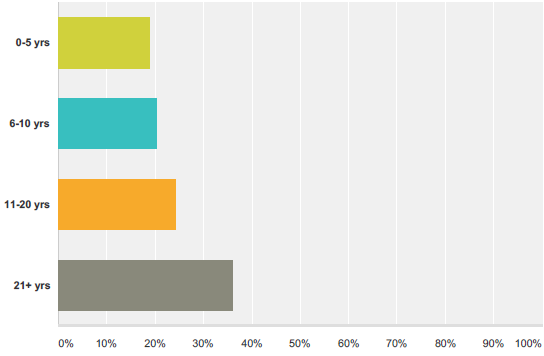 0-5 yrs
6-10 yrs
11-20 yrs
21+ yrs
0% 10% 20% 30% 40% 50% 60% 70% 80% 90% 100%